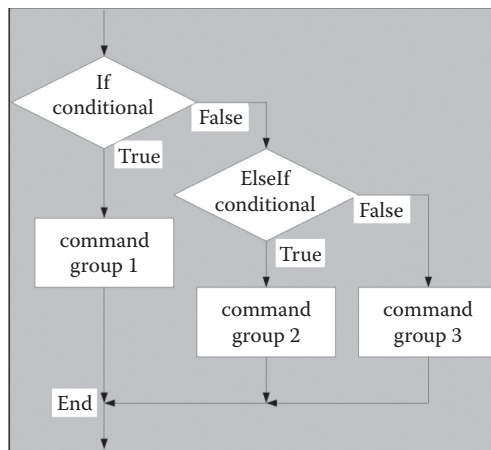 If
conditional
False
True
ElseIf
conditional
False
True
command
group 1
command
group 2
command
group 3
End